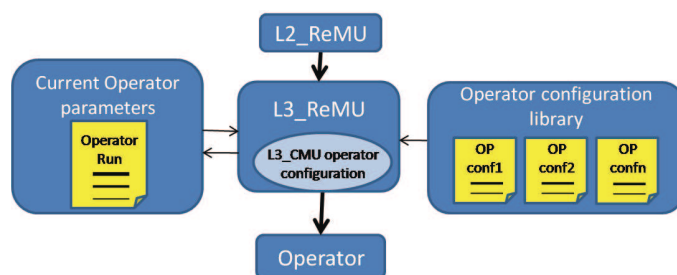 L2_ReMU
Current Operator
parameters
Operator
Run
L3_ReMU
L3_CMU operator
configuration
Operator configuration
library
OP
conf1
OP
conf2
OP
confn
Operator